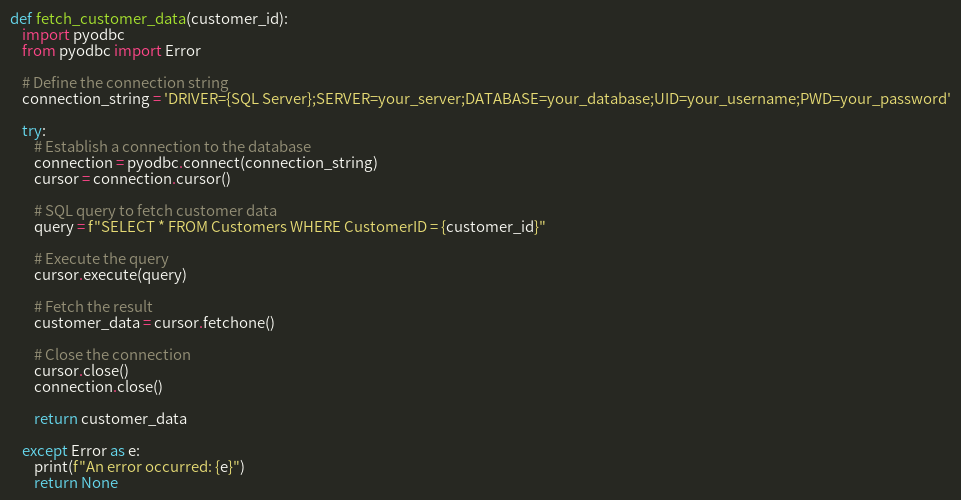 def fetch_customer_data(customer_id):
    import pyodbc
    from pyodbc import Error

    # Define the connection string
    connection_string = 'DRIVER={SQL Server};SERVER=your_server;DATABASE=your_database;UID=your_username;PWD=your_password'

    try:
        # Establish a connection to the database
        connection = pyodbc.connect(connection_string)
        cursor = connection.cursor()

        # SQL query to fetch customer data
        query = f"SELECT * FROM Customers WHERE CustomerID = {customer_id}"

        # Execute the query
        cursor.execute(query)

        # Fetch the result
        customer_data = cursor.fetchone()

        # Close the connection
        cursor.close()
        connection.close()

        return customer_data

    except Error as e:
        print(f"An error occurred: {e}")
        return None